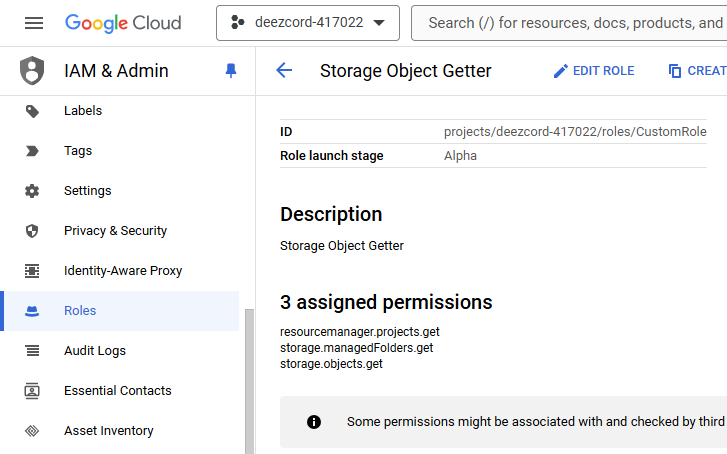 Google Cloud
deezcord-417022
Search (/) for resources, docs, products, and
IAM & Admin
Labels
Tags
Settings
Privacy & Security
Identity-Aware Proxy
Roles
Audit Logs
Essential Contacts
Asset Inventory
Storage Object Getter
EDIT ROLE
CREAT
ID projects/deezcord-417022/roles/CustomRole
Role launch stage Alpha
Description
Storage Object Getter
3 assigned permissions
resourcemanager.projects.get
storage.managedFolders.get
storage.objects.get
Some permissions might be associated with and checked by third